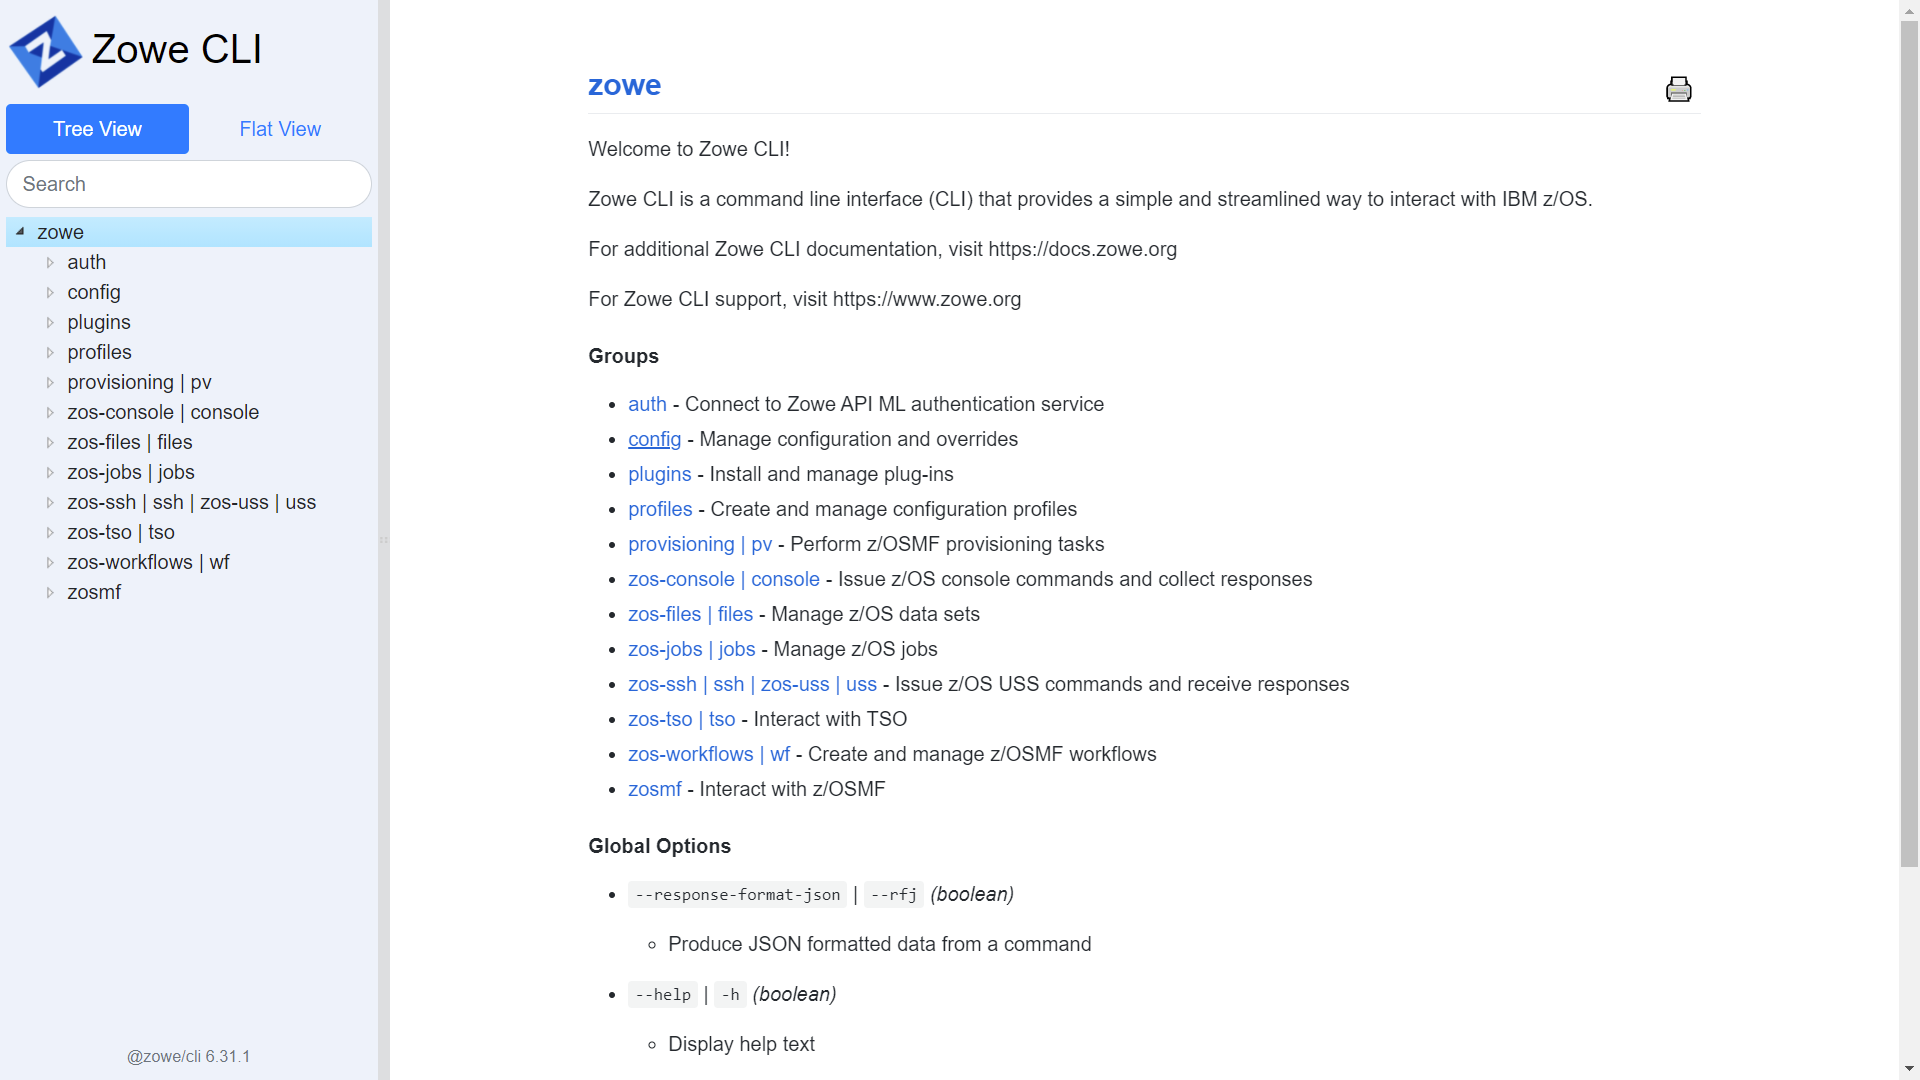 Zowe CLI
Tree View
Flat View
Search
zowe
auth
config
plugins
profiles
provisioning | pv
zos-console | console
zos-files | files
zos-jobs | jobs
zos-ssh | ssh | zos-uss | uss
zos-tso | tso
zos-workflows | wf
zosmf
@zowe/cli 6.31.1
zowe
Welcome to Zowe CLI!
Zowe CLI is a command line interface (CLI) that provides a simple and streamlined way to interact with IBM z/OS.
For additional Zowe CLI documentation, visit https://docs.zowe.org
For Zowe CLI support, visit https://www.zowe.org
Groups
auth - Connect to Zowe API ML authentication service
config - Manage configuration and overrides
plugins - Install and manage plug-ins
profiles - Create and manage configuration profiles
provisioning | pv - Perform z/OSMF provisioning tasks
zos-console | console - Issue z/OS console commands and collect responses
zos-files | files - Manage z/OS data sets
zos-jobs | jobs - Manage z/OS jobs
zos-ssh | ssh | zos-uss | uss - Issue z/OS USS commands and receive responses
zos-tso | tso - Interact with TSO
zos-workflows | wf - Create and manage z/OSMF workflows
zosmf - Interact with z/OSMF
Global Options
--response-format-json | --rfj (boolean)
Produce JSON formatted data from a command
--help | -h (boolean)
Display help text